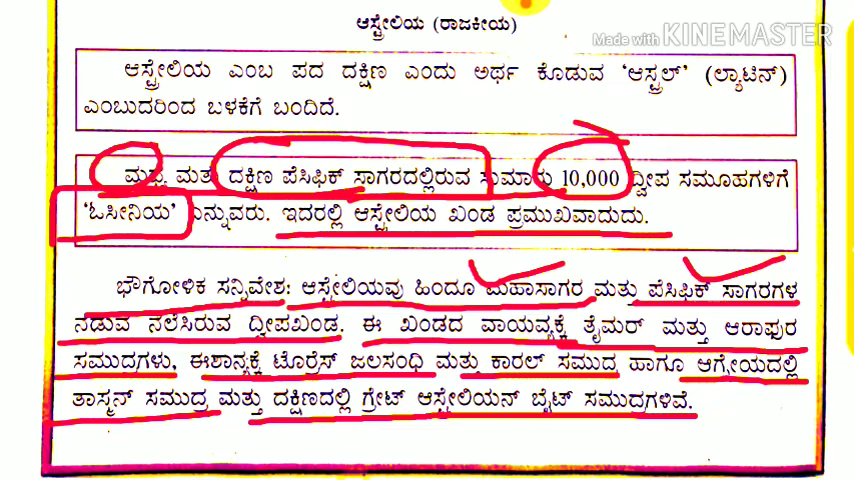 ಆಸ್ಟ್ರೇಲಿಯ (ರಾಜಕೀಯ)
Made with KINEMASTER
ಆಸ್ಟ್ರೇಲಿಯ ಎಂಬ ಪದ ದಕ್ಷಿಣ ಎಂದು ಅರ್ಥ ಕೊಡುವ 'ಆಸ್ಟ್ರಲ್' (ಲ್ಯಾಟಿನ್)
ಎಂಬುದರಿಂದ ಬಳಕೆಗೆ ಬಂದಿದೆ.
ಮಧ್ಯ ಮತ್ತು ದಕ್ಷಿಣ ಪೆಸಿಫಿಕ್ ಸಾಗರದಲ್ಲಿರುವ ಸುಮಾರು 10,000 ದ್ವೀಪ ಸಮೂಹಗಳಿಗೆ
'ಓಸೀನಿಯ' ಎನ್ನುವರು. ಇದರಲ್ಲಿ ಆಸ್ಟ್ರೇಲಿಯ ಖಂಡ ಪ್ರಮುಖವಾದುದು.
ಭೌಗೋಳಿಕ ಸನ್ನಿವೇಶ: ಆಸ್ಟ್ರೇಲಿಯವು ಹಿಂದೂ ಮಹಾಸಾಗರ ಮತ್ತು ಪೆಸಿಫಿಕ್ ಸಾಗರಗಳ
ನಡುವೆ ನೆಲೆಸಿರುವ ದ್ವೀಪಖಂಡ. ಈ ಖಂಡದ ವಾಯವ್ಯಕ್ಕೆ ತೈಮರ್ ಮತ್ತು ಆರಾಫುರ
ಸಮುದ್ರಗಳು, ಈಶಾನ್ಯಕ್ಕೆ ಟೊರ್ರೆಸ್ ಜಲಸಂಧಿ ಮತ್ತು ಕಾರಲ್ ಸಮುದ್ರ ಹಾಗೂ ಆಗ್ನೇಯದಲ್ಲಿ
ತಾಸ್ಮನ್ ಸಮುದ್ರ ಮತ್ತು ದಕ್ಷಿಣದಲ್ಲಿ ಗ್ರೇಟ್ ಆಸ್ಟ್ರೇಲಿಯನ್ ಬೈಟ್ ಸಮುದ್ರಗಳಿವೆ.